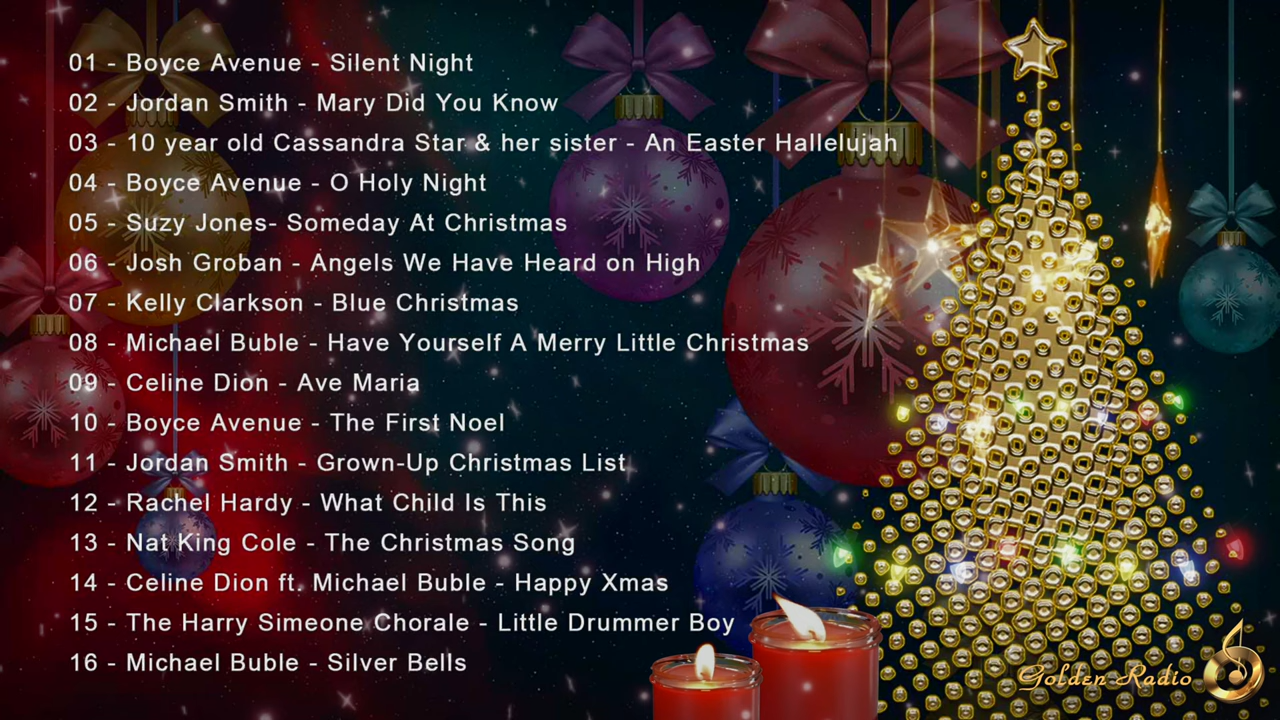 01 - Boyce Avenue - Silent Night
02 - Jordan Smith - Mary Did You Know
03 - 10 year old Cassandra Star & her sister - An Easter Hallelujah
04 - Boyce Avenue - O Holy Night
05 - Suzy Jones- Someday At Christmas
06 - Josh Groban - Angels We Have Heard on High
07 - Kelly Clarkson - Blue Christmas
08 - Michael Buble - Have Yourself A Merry Little Christmas
09 - Celine Dion - Ave Maria
10 - Boyce Avenue - The First Noel
11 - Jordan Smith - Grown-Up Christmas List
12 - Rachel Hardy - What Child Is This
13 - Nat King Cole - The Christmas Song
14 - Celine Dion ft. Michael Buble - Happy Xmas
15 - The Harry Simeone Chorale - Little Drummer Boy
16 - Michael Buble - Silver Bells
Golden Radio